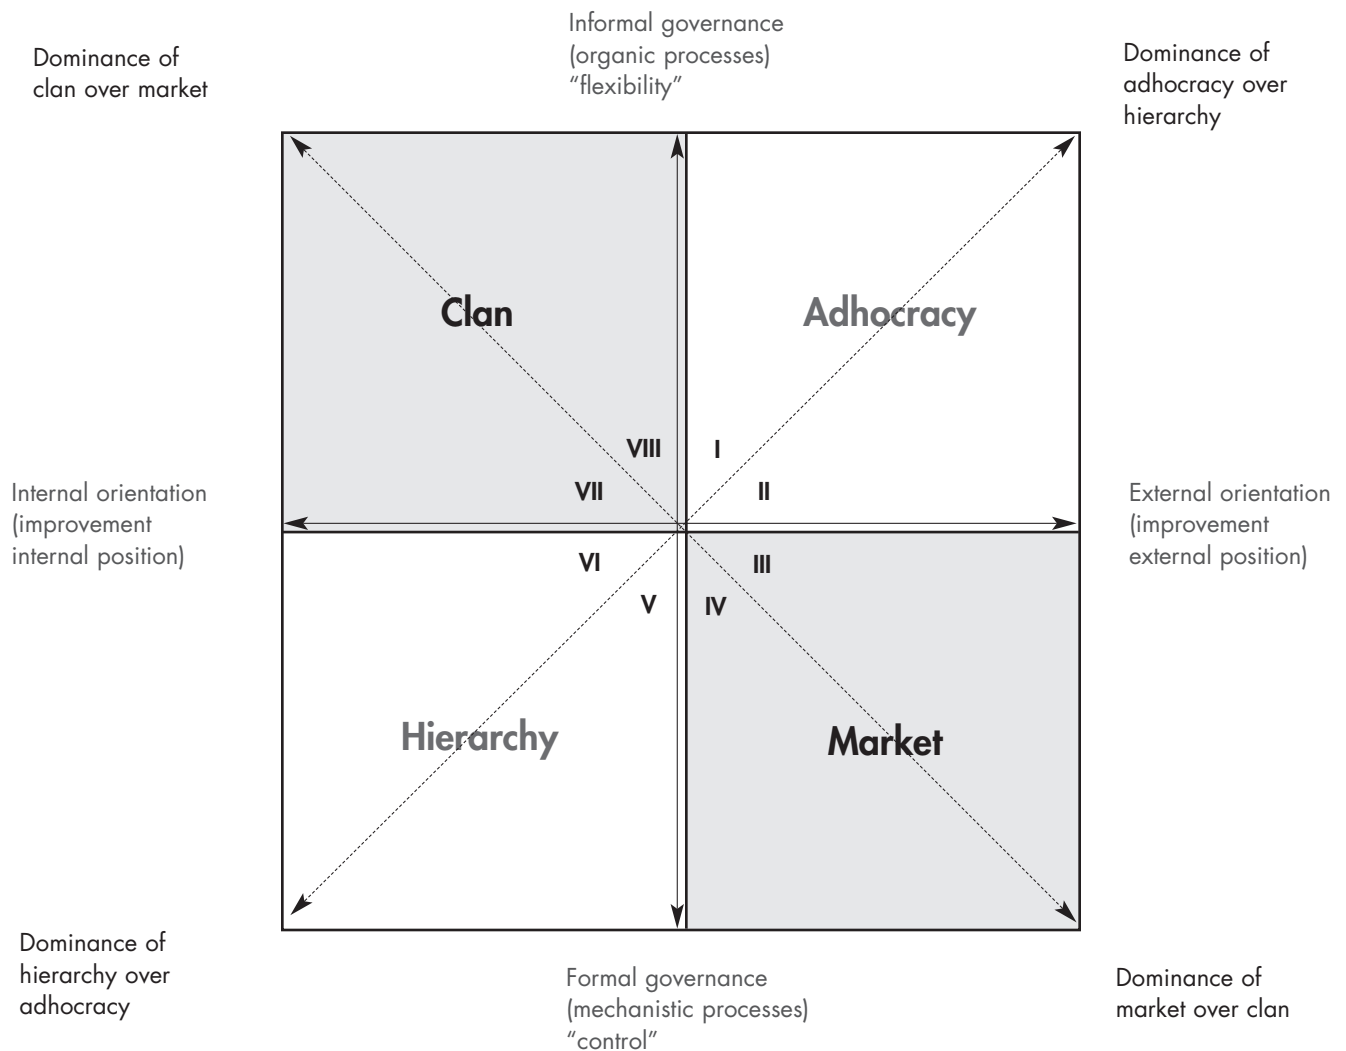 Informal governance
(organic processes)
“flexibility”
Dominance of
clan over market
Dominance of
adhocracy over
hierarchy
Clan
Adhocracy
VIII
I
VII
II
Internal orientation
(improvement
internal position)
External orientation
(improvement
external position)
VI
III
V
IV
Hierarchy
Market
Dominance of
hierarchy over
adhocracy
Formal governance
(mechanistic processes)
“control”
Dominance of
market over clan